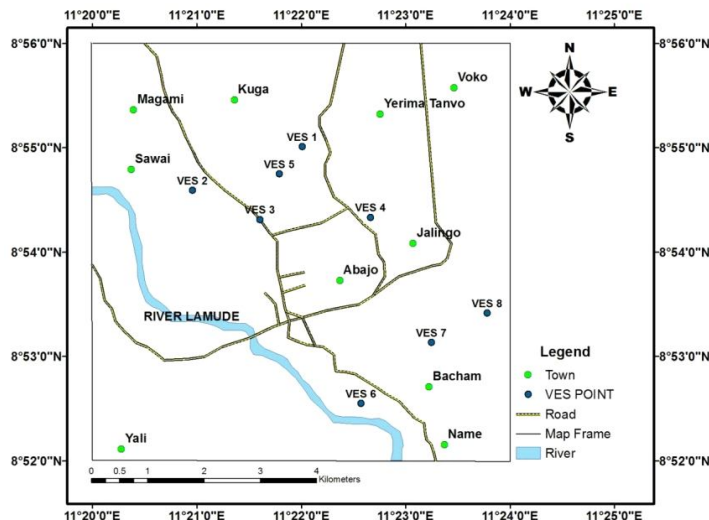 11°20'0"E 11°21'0"E 11°22'0"E 11°23'0"E 11°24'0"E 11°25'0"E
8°56'0"N 8°56'0"N
N
W E
S
Voko
Kuga
Yerima Tanvo
Magami
8°55'0"N 8°55'0"N
VES 1
Sawai
VES 5
VES 2
VES 3
VES 4
Jalingo
8°54'0"N 8°54'0"N
Abajo
VES 8
RIVER LAMUDE
VES 7
8°53'0"N 8°53'0"N
Legend
Town
VES POINT
Road
Map Frame
River
Bacham
VES 6
Name
Yali
8°52'0"N 8°52'0"N
0 0.5 1 2 3 4
Kilometers
11°20'0"E 11°21'0"E 11°22'0"E 11°23'0"E 11°24'0"E 11°25'0"E